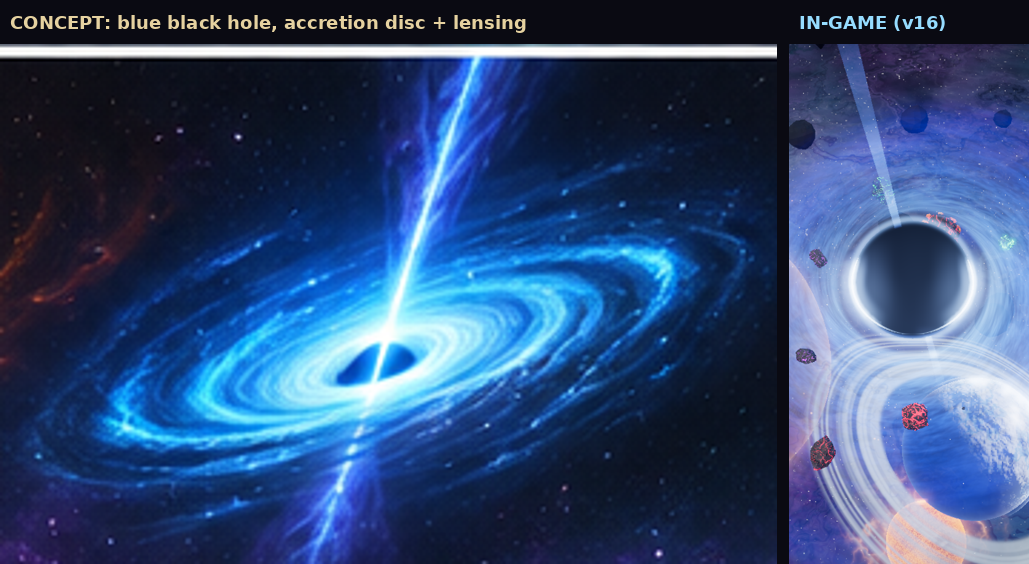 CONCEPT: blue black hole, accretion disc + lensing
IN-GAME (v16)